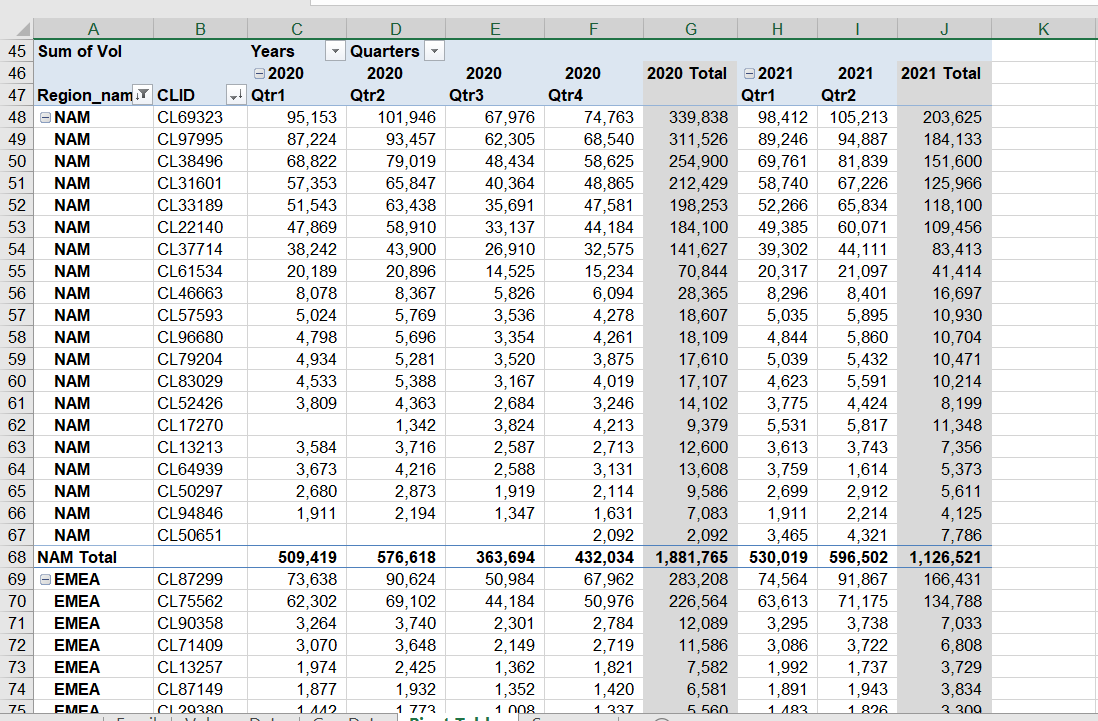 A B C D E F G H I J K
45 Sum of Vol Years Quarters
46 2020 2020 2020 2020 2020 Total 2021 2021 2021 Total
47 Region_nam CLID Qtr1 Qtr2 Qtr3 Qtr4 Qtr1 Qtr2
48 NAM CL69323 95,153 101,946 67,976 74,763 339,838 98,412 105,213 203,625
49 NAM CL97995 87,224 93,457 62,305 68,540 311,526 89,246 94,887 184,133
50 NAM CL38496 68,822 79,019 48,434 58,625 254,900 69,761 81,839 151,600
51 NAM CL31601 57,353 65,847 40,364 48,865 212,429 58,740 67,226 125,966
52 NAM CL33189 51,543 63,438 35,691 47,581 198,253 52,266 65,834 118,100
53 NAM CL22140 47,869 58,910 33,137 44,184 184,100 49,385 60,071 109,456
54 NAM CL37714 38,242 43,900 26,910 32,575 141,627 39,302 44,111 83,413
55 NAM CL61534 20,189 20,896 14,525 15,234 70,844 20,317 21,097 41,414
56 NAM CL46663 8,078 8,367 5,826 6,094 28,365 8,296 8,401 16,697
57 NAM CL57593 5,024 5,769 3,536 4,278 18,607 5,035 5,895 10,930
58 NAM CL96680 4,798 5,696 3,354 4,261 18,109 4,844 5,860 10,704
59 NAM CL79204 4,934 5,281 3,520 3,875 17,610 5,039 5,432 10,471
60 NAM CL83029 4,533 5,388 3,167 4,019 17,107 4,623 5,591 10,214
61 NAM CL52426 3,809 4,363 2,684 3,246 14,102 3,775 4,424 8,199
62 NAM CL17270 1,342 3,824 4,213 9,379 5,531 5,817 11,348
63 NAM CL13213 3,584 3,716 2,587 2,713 12,600 3,613 3,743 7,356
64 NAM CL64939 3,673 4,216 2,588 3,131 13,608 3,759 1,614 5,373
65 NAM CL50297 2,680 2,873 1,919 2,114 9,586 2,699 2,912 5,611
66 NAM CL94846 1,911 2,194 1,347 1,631 7,083 1,911 2,214 4,125
67 NAM CL50651 2,092 2,092 3,465 4,321 7,786
68 NAM Total 509,419 576,618 363,694 432,034 1,881,765 530,019 596,502 1,126,521
69 EMEA CL87299 73,638 90,624 50,984 67,962 283,208 74,564 91,867 166,431
70 EMEA CL75562 62,302 69,102 44,184 50,976 226,564 63,613 71,175 134,788
71 EMEA CL90358 3,264 3,740 2,301 2,784 12,089 3,295 3,738 7,033
72 EMEA CL71409 3,070 3,648 2,149 2,719 11,586 3,086 3,722 6,808
73 EMEA CL13257 1,974 2,425 1,362 1,821 7,582 1,992 1,737 3,729
74 EMEA CL87149 1,877 1,932 1,352 1,420 6,581 1,891 1,943 3,834
75 EMEA CL29380 1,442 1,773 1,008 1,337 5,560 1,483 1,826 3,309